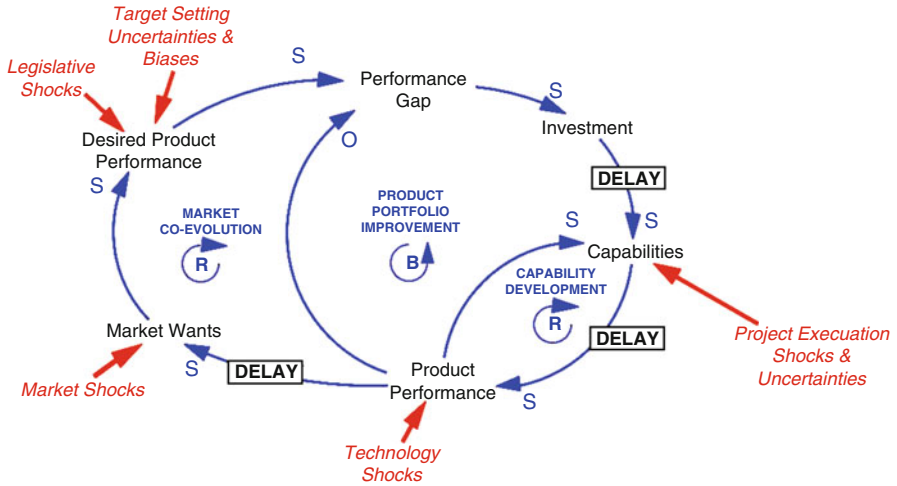 Target Setting
Uncertainties &
Biases
Legislative
Shocks
S
Performance
Gap
S
Investment
Desired Product
Performance
O
DELAY
S
MARKET
CO-EVOLUTION
R
PRODUCT
PORTFOLIO
IMPROVEMENT
B
S
S
Capabilities
CAPABILITY
DEVELOPMENT
R
Market Wants
DELAY
Project Execution
Shocks &
Uncertainties
Market Shocks
S
DELAY
Product
Performance
S
Technology
Shocks